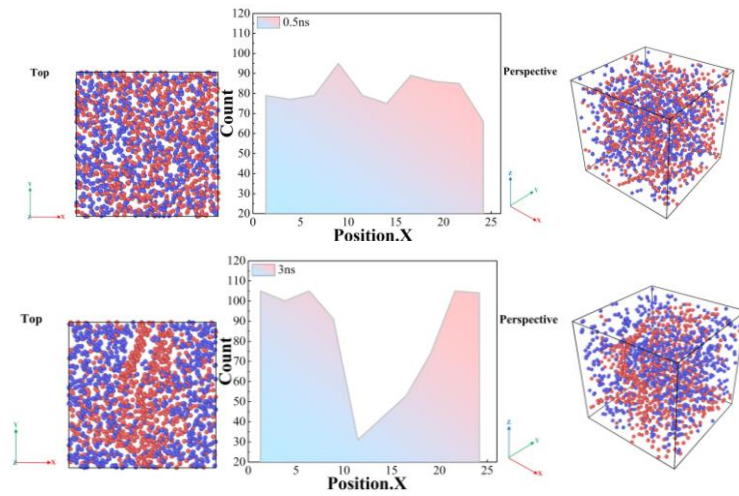 Top
Y
Z
X
120
110
100
90
80
70
60
50
40
30
20
Count
0.5ns
0 5 10 15 20 25
Position.X
Perspective
Z
Y
X
Top
Y
Z
X
120
110
100
90
80
70
60
50
40
30
20
Count
3ns
0 5 10 15 20 25
Position.X
Perspective
Z
Y
X